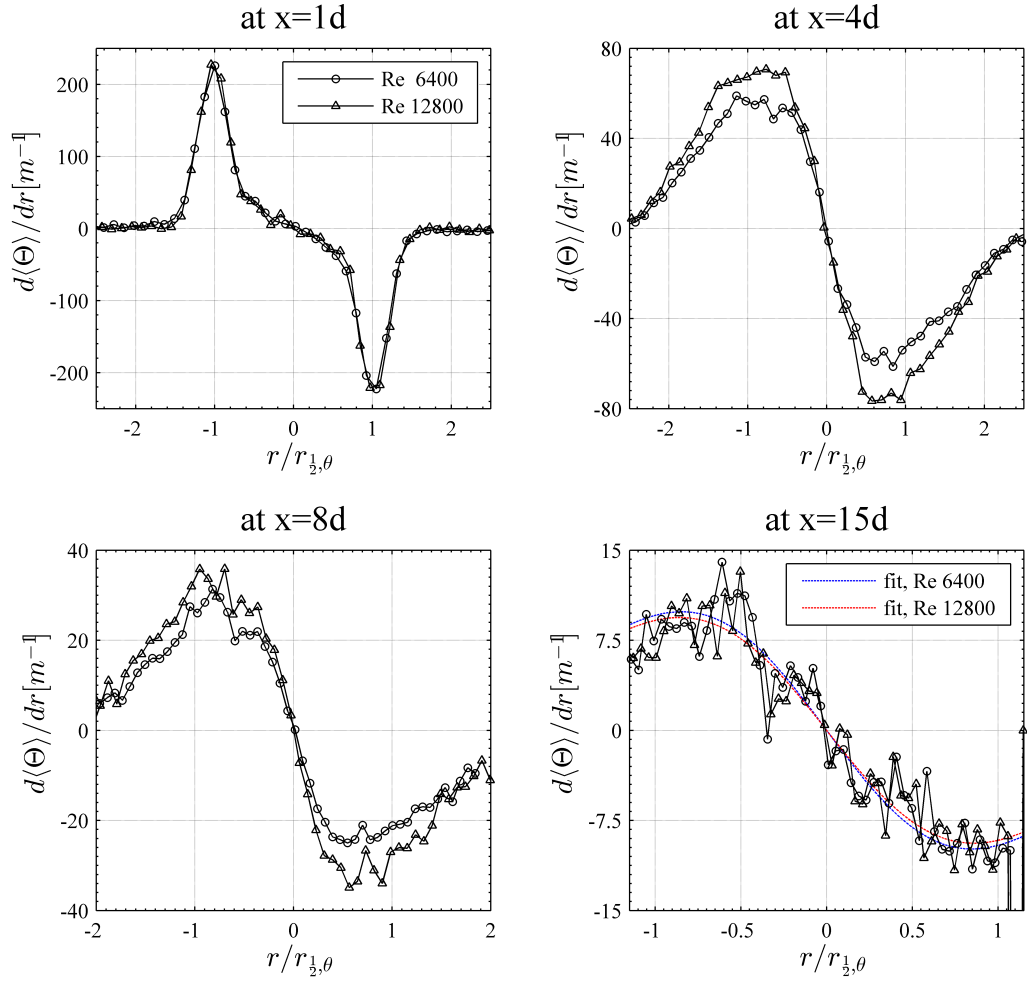 at x=1d
200
100
0
-100
-200
d⟨Θ⟩/dr[m⁻¹]
Re 6400
Re 12800
-2
-1
0
1
2
r/r½,θ
at x=4d
80
40
0
-40
-80
d⟨Θ⟩/dr[m⁻¹]
-2
-1
0
1
2
r/r½,θ
at x=8d
40
20
0
-20
-40
d⟨Θ⟩/dr[m⁻¹]
-2
-1
0
1
2
r/r½,θ
at x=15d
15
7.5
0
-7.5
-15
d⟨Θ⟩/dr[m⁻¹]
fit, Re 6400
fit, Re 12800
-1
-0.5
0
0.5
1
r/r½,θ